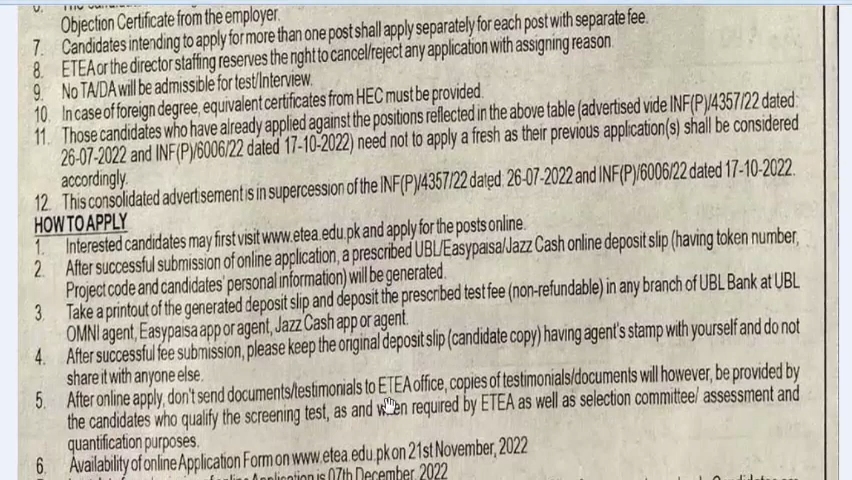 Objection Certificate from the employer.
7. Candidates intending to apply for more than one post shall apply separately for each post with separate fee.
8. ETEA or the director staffing reserves the right to cancel/reject any application with assigning reason.
9. No TA/DA will be admissible for test/Interview.
10. In case of foreign degree, equivalent certificates from HEC must be provided.
11. Those candidates who have already applied against the positions reflected in the above table (advertised vide INF(P)/4357/22 dated:
26-07-2022 and INF(P)/6006/22 dated 17-10-2022) need not to apply a fresh as their previous application(s) shall be considered
accordingly.
12. This consolidated advertisement is in supercession of the INF(P)/4357/22 dated: 26-07-2022 and INF(P)/6006/22 dated 17-10-2022.
HOW TO APPLY
1. Interested candidates may first visit www.etea.edu.pk and apply for the posts online.
2. After successful submission of online application, a prescribed UBL/Easypaisa/Jazz Cash online deposit slip (having token number,
Project code and candidates' personal information) will be generated.
3. Take a printout of the generated deposit slip and deposit the prescribed test fee (non-refundable) in any branch of UBL Bank at UBL
OMNI agent, Easypaisa app or agent, Jazz Cash app or agent.
4. After successful fee submission, please keep the original deposit slip (candidate copy) having agent's stamp with yourself and do not
share it with anyone else.
5. After online apply, don't send documents/testimonials to ETEA office, copies of testimonials/documents will however, be provided by
the candidates who qualify the screening test, as and when required by ETEA as well as selection committee/ assessment and
quantification purposes.
6. Availability of online Application Form on www.etea.edu.pk on 21st November, 2022
Application is 07th December, 2022